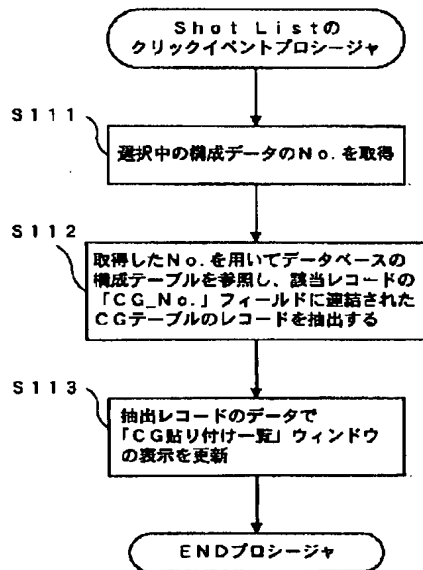 Ｓｈｏｔ Ｌｉｓｔの
クリックイベントプロシージャ
Ｓ１１１
選択中の構成データのＮｏ．を取得
Ｓ１１２
取得したＮｏ．を用いてデータベースの
構成テーブルを参照し、該当レコードの
「ＣＧ_Ｎｏ．」フィールドに連結された
ＣＧテーブルのレコードを抽出する
Ｓ１１３
抽出レコードのデータで
「ＣＧ貼り付け一覧」ウィンドウ
の表示を更新
ＥＮＤプロシージャ